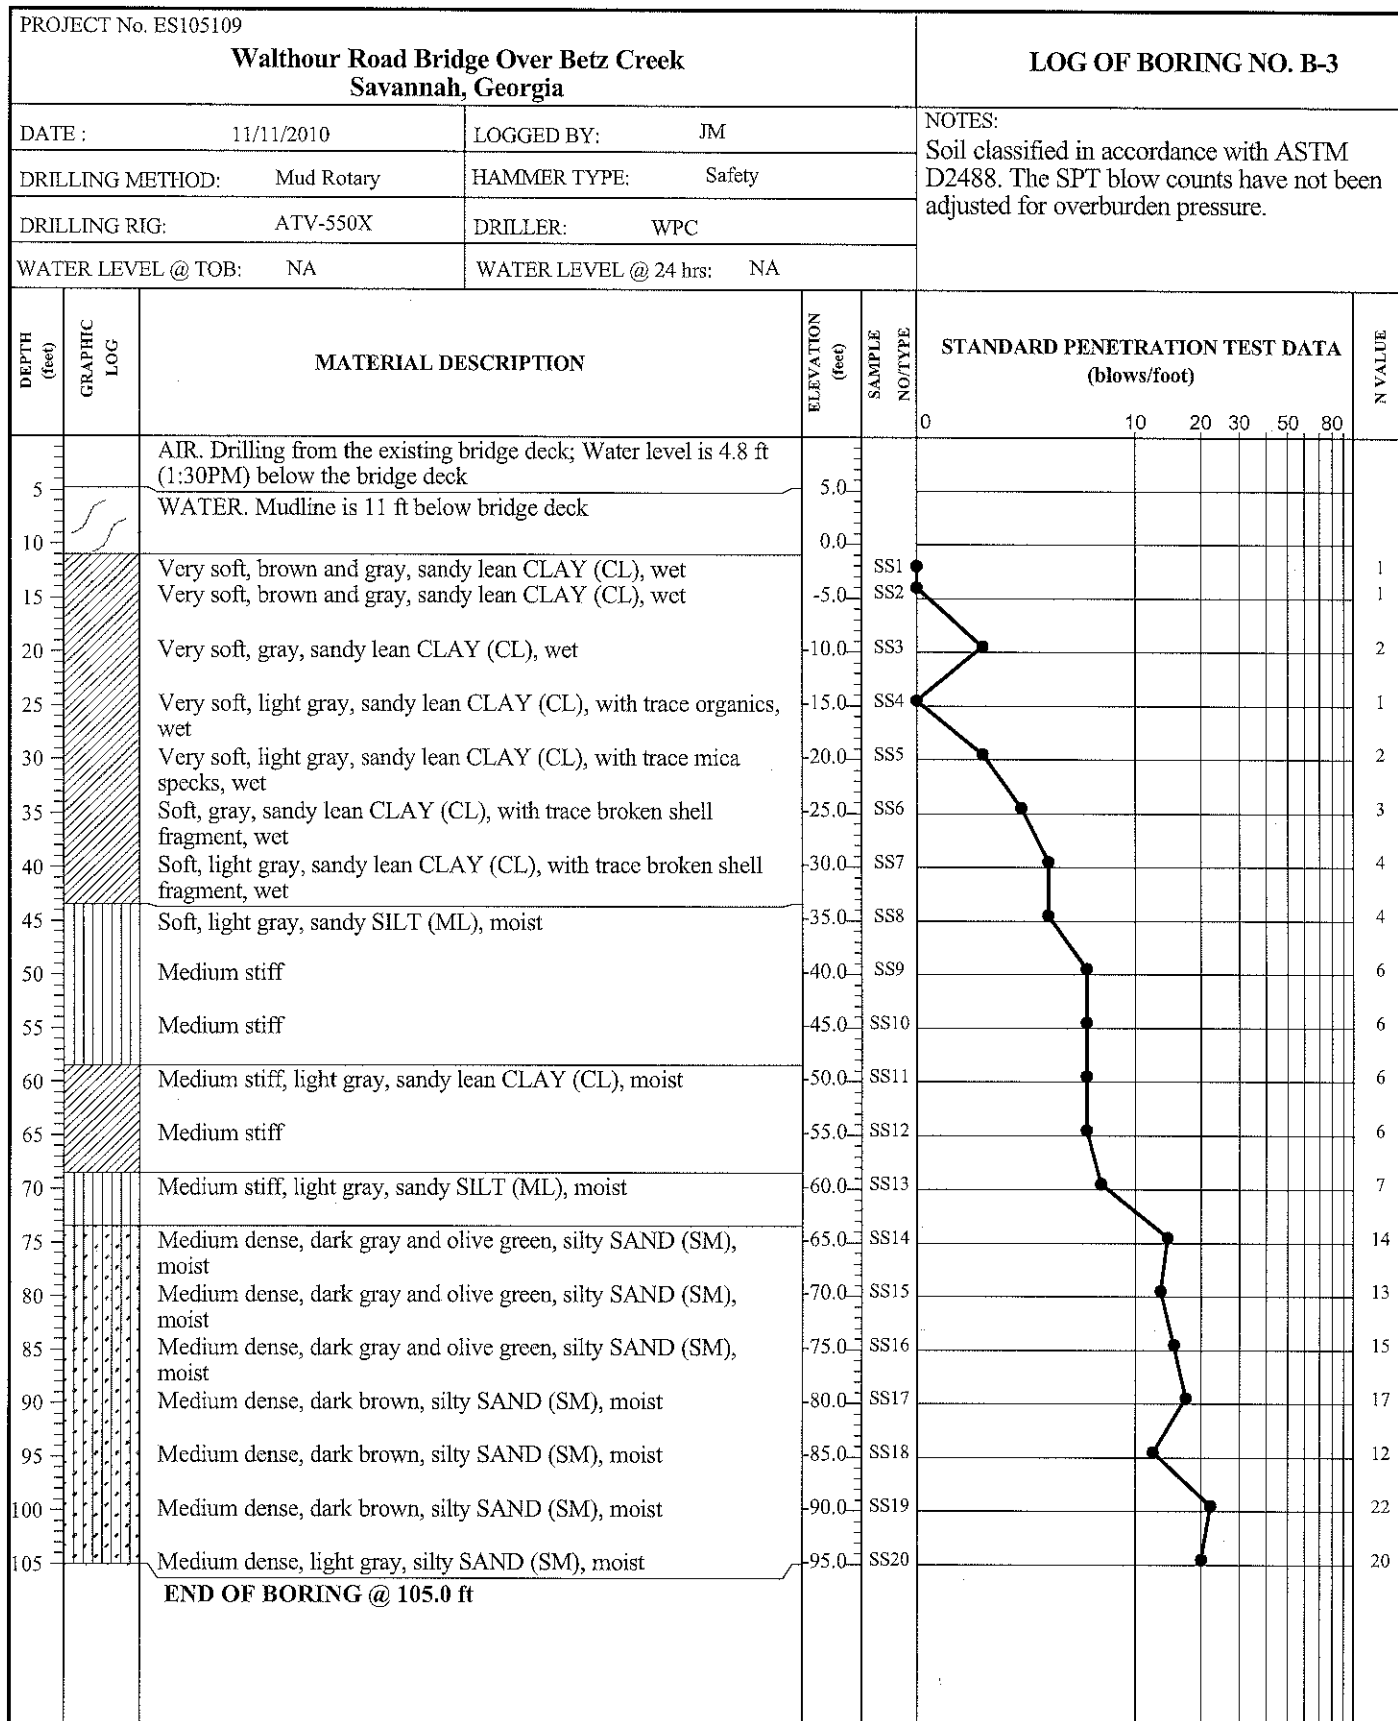 PROJECT No. ES105109
Walthour Road Bridge Over Betz Creek
Savannah, Georgia
LOG OF BORING NO. B-3
DATE : 11/11/2010 LOGGED BY: JM
DRILLING METHOD: Mud Rotary HAMMER TYPE: Safety
DRILLING RIG: ATV-550X DRILLER: WPC
WATER LEVEL @ TOB: NA WATER LEVEL @ 24 hrs: NA
NOTES:
Soil classified in accordance with ASTM
D2488. The SPT blow counts have not been
adjusted for overburden pressure.
DEPTH
(feet)
GRAPHIC
LOG
MATERIAL DESCRIPTION
ELEVATION
(feet)
SAMPLE
NO/TYPE
STANDARD PENETRATION TEST DATA
(blows/foot)
N VALUE
0 10 20 30 50 80
AIR. Drilling from the existing bridge deck; Water level is 4.8 ft
(1:30PM) below the bridge deck
5 5.0
WATER. Mudline is 11 ft below bridge deck
10 0.0
Very soft, brown and gray, sandy lean CLAY (CL), wet SS1 1
15 Very soft, brown and gray, sandy lean CLAY (CL), wet -5.0 SS2 1
20 Very soft, gray, sandy lean CLAY (CL), wet -10.0 SS3 2
25 Very soft, light gray, sandy lean CLAY (CL), with trace organics, -15.0 SS4 1
wet
30 Very soft, light gray, sandy lean CLAY (CL), with trace mica -20.0 SS5 2
specks, wet
35 Soft, gray, sandy lean CLAY (CL), with trace broken shell -25.0 SS6 3
fragment, wet
40 Soft, light gray, sandy lean CLAY (CL), with trace broken shell -30.0 SS7 4
fragment, wet
45 Soft, light gray, sandy SILT (ML), moist -35.0 SS8 4
50 Medium stiff -40.0 SS9 6
55 Medium stiff -45.0 SS10 6
60 Medium stiff, light gray, sandy lean CLAY (CL), moist -50.0 SS11 6
65 Medium stiff -55.0 SS12 6
70 Medium stiff, light gray, sandy SILT (ML), moist -60.0 SS13 7
75 Medium dense, dark gray and olive green, silty SAND (SM), -65.0 SS14 14
moist
80 Medium dense, dark gray and olive green, silty SAND (SM), -70.0 SS15 13
moist
85 Medium dense, dark gray and olive green, silty SAND (SM), -75.0 SS16 15
moist
90 Medium dense, dark brown, silty SAND (SM), moist -80.0 SS17 17
95 Medium dense, dark brown, silty SAND (SM), moist -85.0 SS18 12
100 Medium dense, dark brown, silty SAND (SM), moist -90.0 SS19 22
105 Medium dense, light gray, silty SAND (SM), moist -95.0 SS20 20
END OF BORING @ 105.0 ft